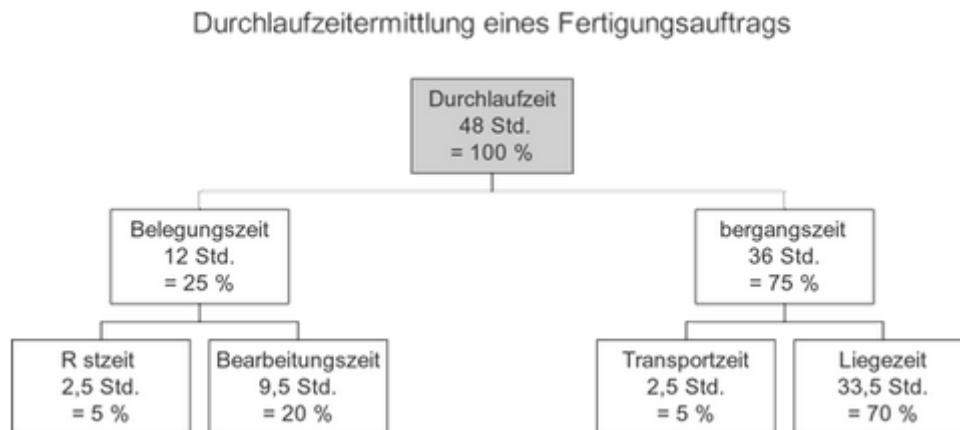 Durchlaufzeitermittlung eines Fertigungsauftrags
Durchlaufzeit
48 Std.
= 100 %
Belegungszeit
12 Std.
= 25 %
bergangszeit
36 Std.
= 75 %
R stzeit
2,5 Std.
= 5 %
Bearbeitungszeit
9,5 Std.
= 20 %
Transportzeit
2,5 Std.
= 5 %
Liegezeit
33,5 Std.
= 70 %